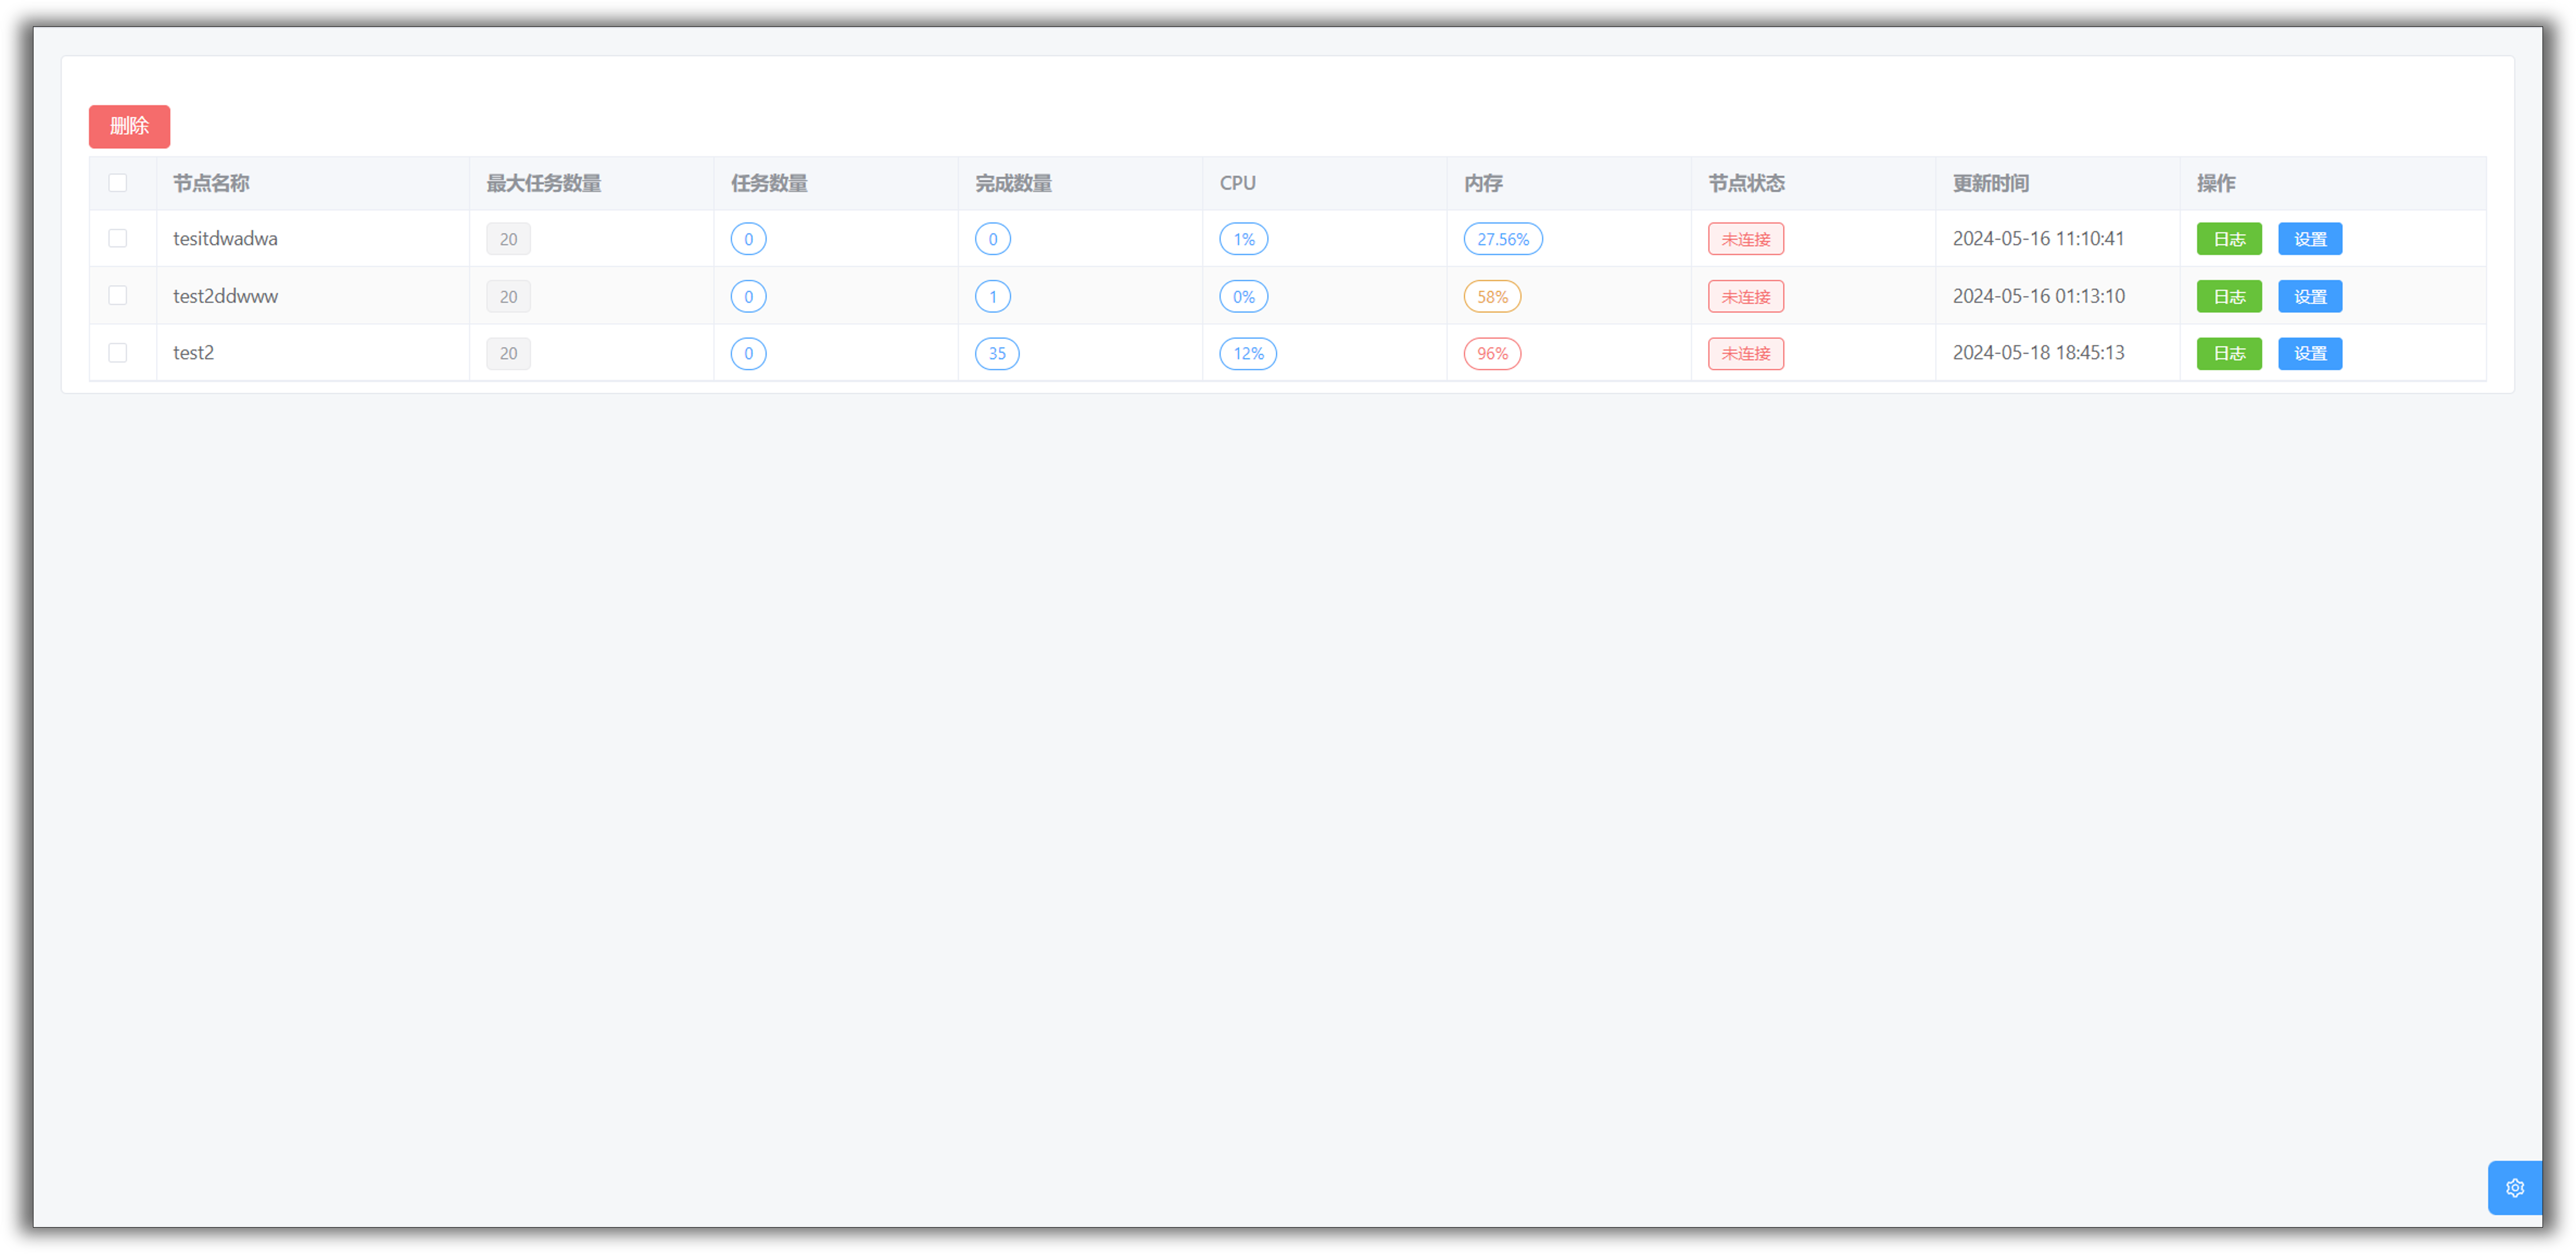 删除
节点名称 最大任务数量 任务数量 完成数量 CPU 内存 节点状态 更新时间 操作
tesitdwadwa 20 0 0 1% 27.56% 未连接 2024-05-16 11:10:41 日志 设置
test2ddwww 20 0 1 0% 58% 未连接 2024-05-16 01:13:10 日志 设置
test2 20 0 35 12% 96% 未连接 2024-05-18 18:45:13 日志 设置